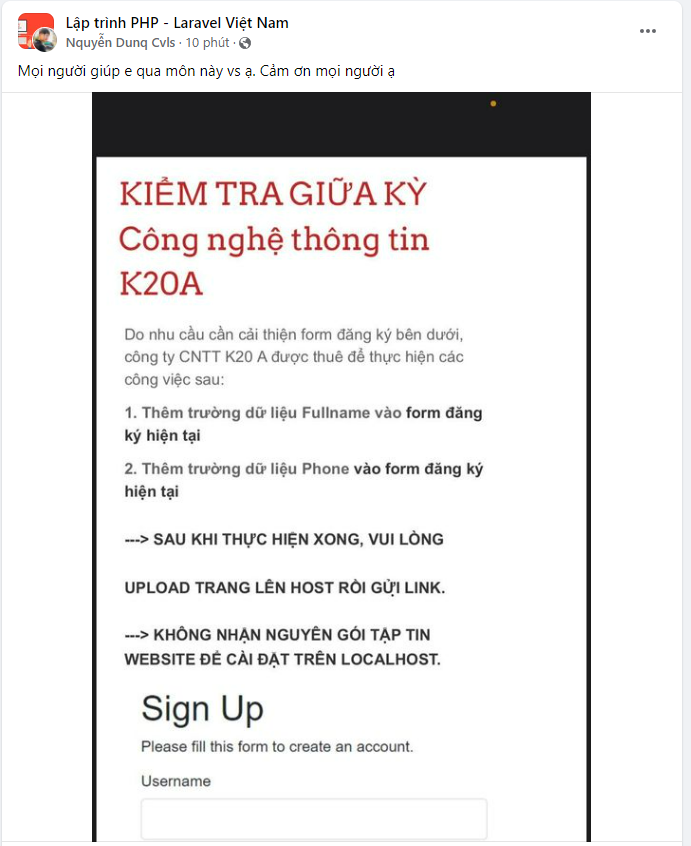 Lập trình PHP - Laravel Việt Nam
Nguyễn Dunq Cvls · 10 phút ·
Mọi người giúp e qua môn này vs ạ. Cảm ơn mọi người ạ
KIỂM TRA GIỮA KỲ
Công nghệ thông tin
K20A
Do nhu cầu cần cải thiện form đăng ký bên dưới,
công ty CNTT K20 A được thuê để thực hiện các
công việc sau:
1. Thêm trường dữ liệu Fullname vào form đăng
ký hiện tại
2. Thêm trường dữ liệu Phone vào form đăng ký
hiện tại
---> SAU KHI THỰC HIỆN XONG, VUI LÒNG
UPLOAD TRANG LÊN HOST RỒI GỬI LINK.
---> KHÔNG NHẬN NGUYÊN GÓI TẬP TIN
WEBSITE ĐỂ CÀI ĐẶT TRÊN LOCALHOST.
Sign Up
Please fill this form to create an account.
Username